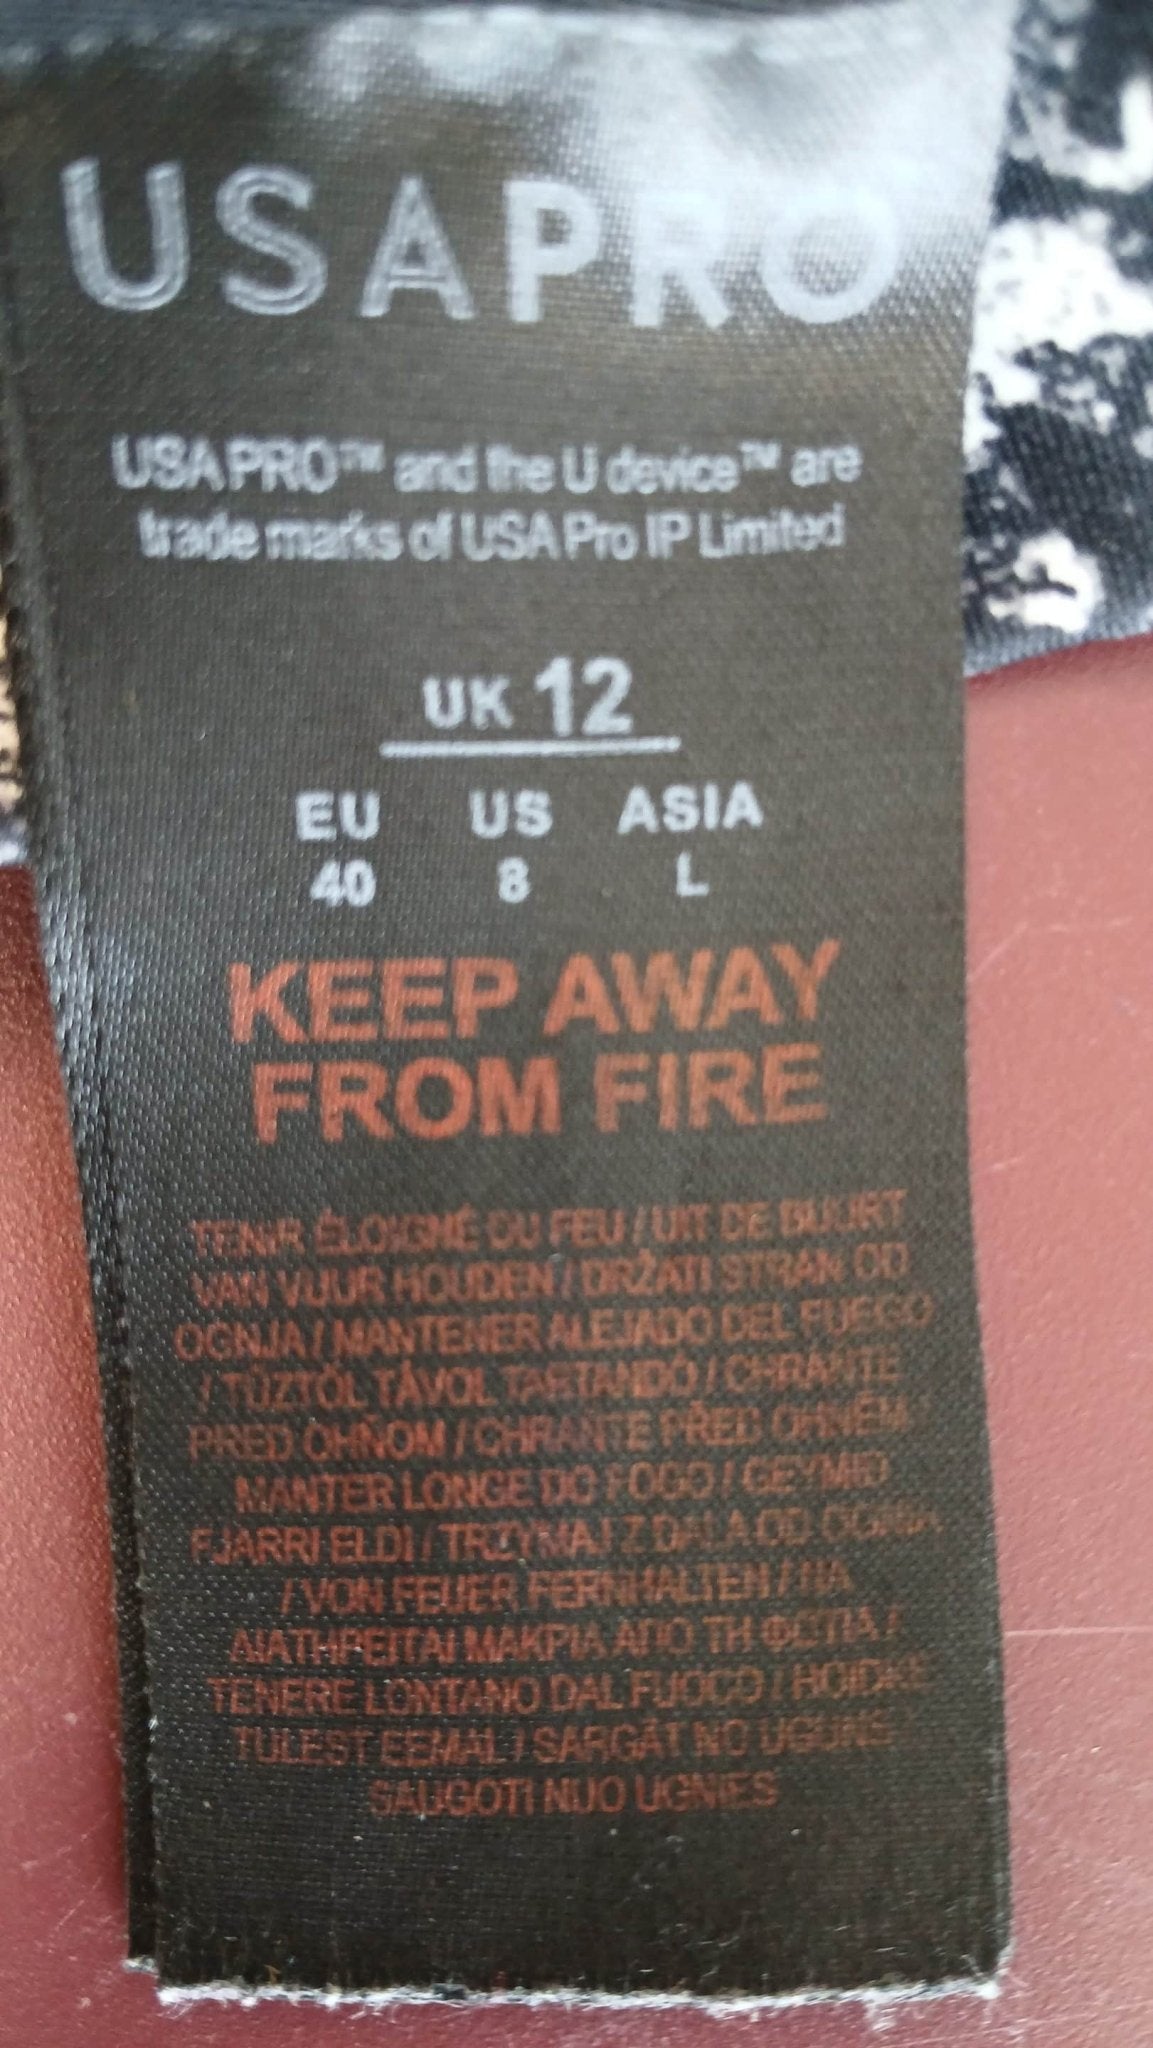 USAPRO
USAPRO™ and the U device™ are
trade marks of USA Pro IP Limited
UK 12
EU US ASIA
40 8 L
KEEP AWAY
FROM FIRE
TENIR ÉLOIGNÉ DU FEU / UIT DE BUURT
VAN VUUR HOUDEN / DRŽATI STRAN OD
OGNJA / MANTENER ALEJADO DEL FUEGO
/ TŰZTŐL TÁVOL TARTANDÓ / CHRÁNTE
PRED OHŇOM / CHRAŇTE PŘED OHNĚM
MANTER LONGE DO FOGO / GEYMIÐ
FJARRI ELDI / TRZYMAJ Z DALA OD OGNIA
/ VON FEUER FERNHALTEN / ΝΑ
ΔΙΑΤΗΡΕΙΤΑΙ ΜΑΚΡΙΑ ΑΠΟ ΤΗ ΦΩΤΙΑ /
TENERE LONTANO DAL FUOCO / HOIDKE
TULEST EEMAL / SARGĀT NO UGUNS
SAUGOTI NUO UGNIES